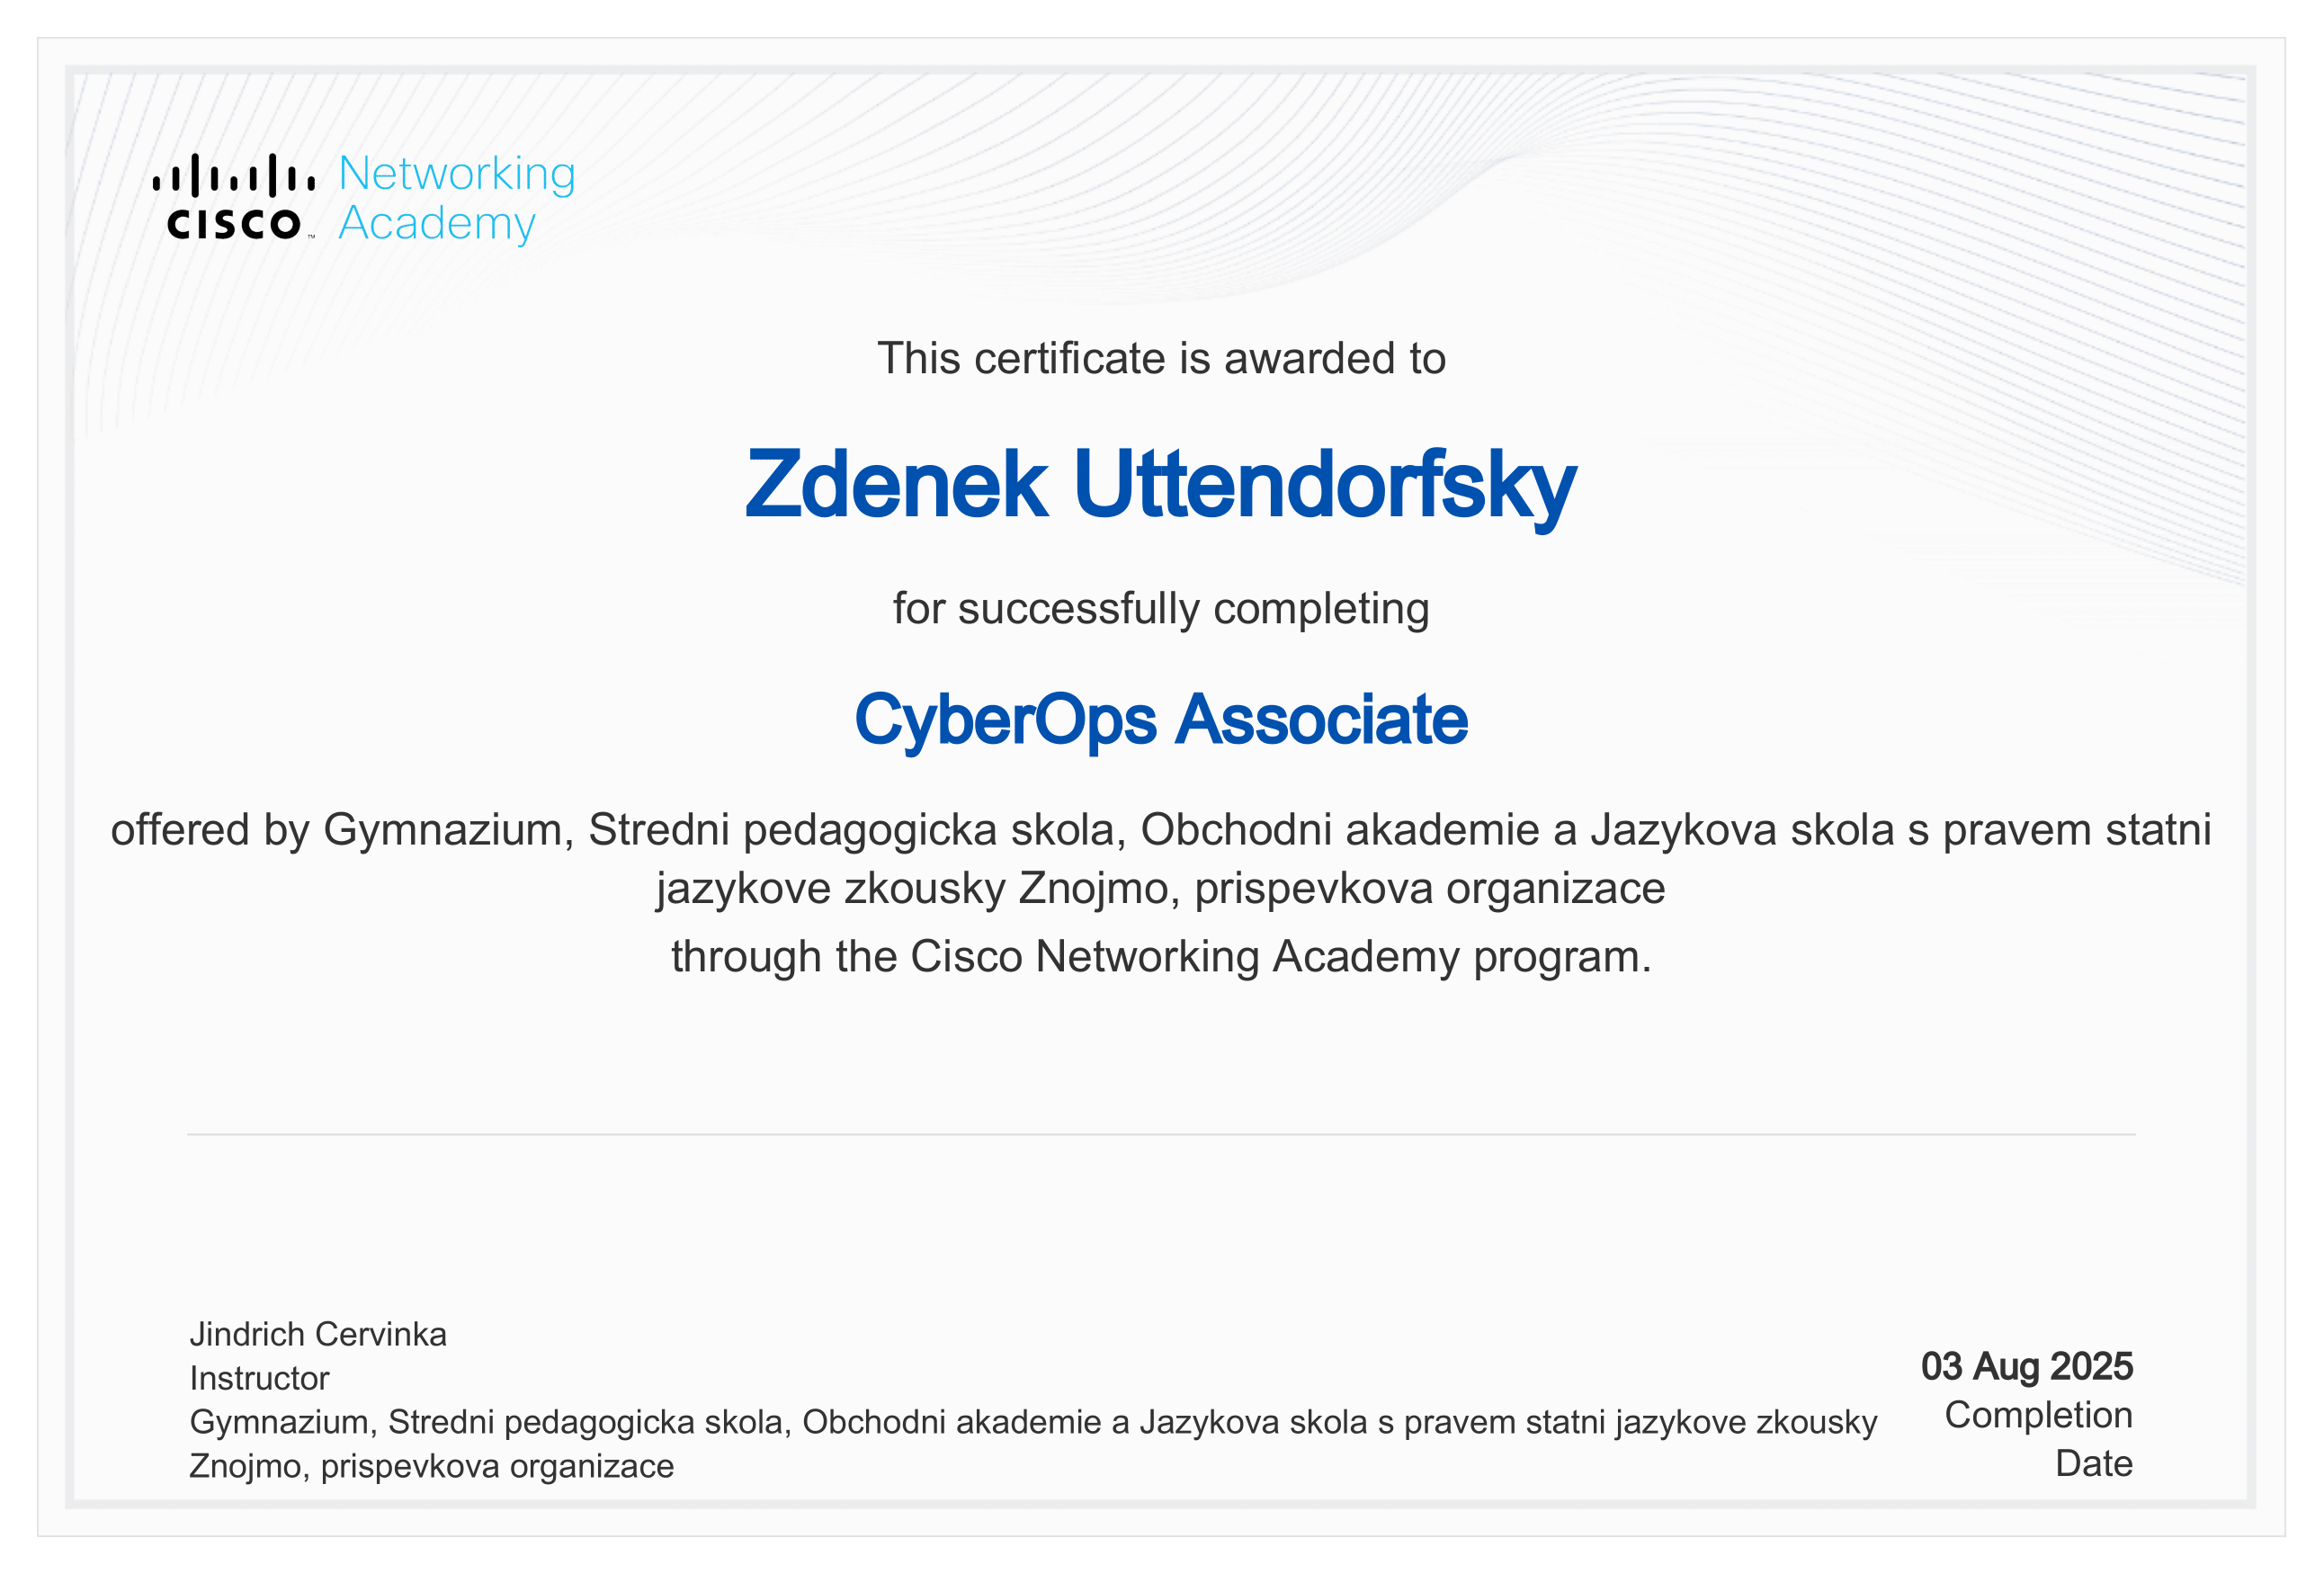 Networking
Academy
CISCO™
This certificate is awarded to
Zdenek Uttendorfsky
for successfully completing
CyberOps Associate
offered by Gymnazium, Stredni pedagogicka skola, Obchodni akademie a Jazykova skola s pravem statni
jazykove zkousky Znojmo, prispevkova organizace
through the Cisco Networking Academy program.
Jindrich Cervinka
Instructor
Gymnazium, Stredni pedagogicka skola, Obchodni akademie a Jazykova skola s pravem statni jazykove zkousky
Znojmo, prispevkova organizace
03 Aug 2025
Completion
Date